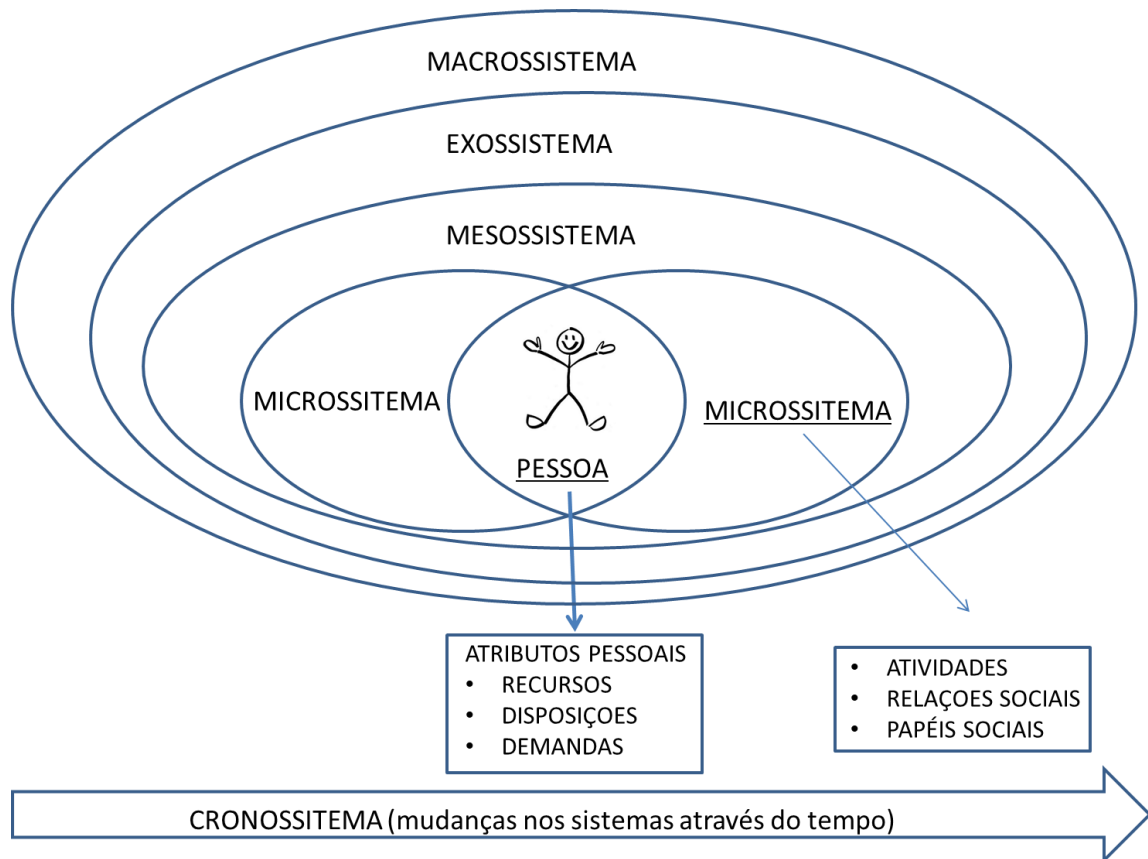 MACROSSISTEMA
EXOSSISTEMA
MESOSSISTEMA
MICROSSITEMA
MICROSSITEMA
PESSOA
ATRIBUTOS PESSOAIS
• RECURSOS
• DISPOSIÇOES
• DEMANDAS
• ATIVIDADES
• RELAÇOES SOCIAIS
• PAPÉIS SOCIAIS
CRONOSSITEMA (mudanças nos sistemas através do tempo)